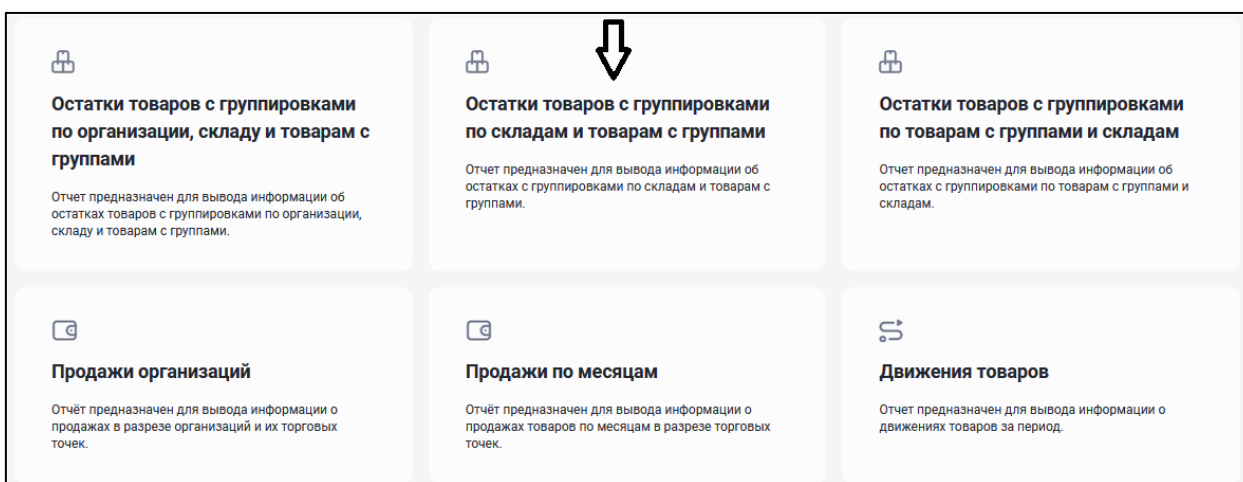 Остатки товаров с группировками
по организации, складу и товарам с
группами
Отчет предназначен для вывода информации об
остатках товаров с группировками по организации,
складу и товарам с группами.
Остатки товаров с группировками
по складам и товарам с группами
Отчет предназначен для вывода информации об
остатках с группировками по складам и товарам с
группами.
Остатки товаров с группировками
по товарам с группами и складам
Отчет предназначен для вывода информации об
остатках с группировками по товарам с группами и
складам.
Продажи организаций
Отчёт предназначен для вывода информации о
продажах в разрезе организаций и их торговых
точек.
Продажи по месяцам
Отчёт предназначен для вывода информации о
продажах товаров по месяцам в разрезе торговых
точек.
Движения товаров
Отчет предназначен для вывода информации о
движениях товаров за период.